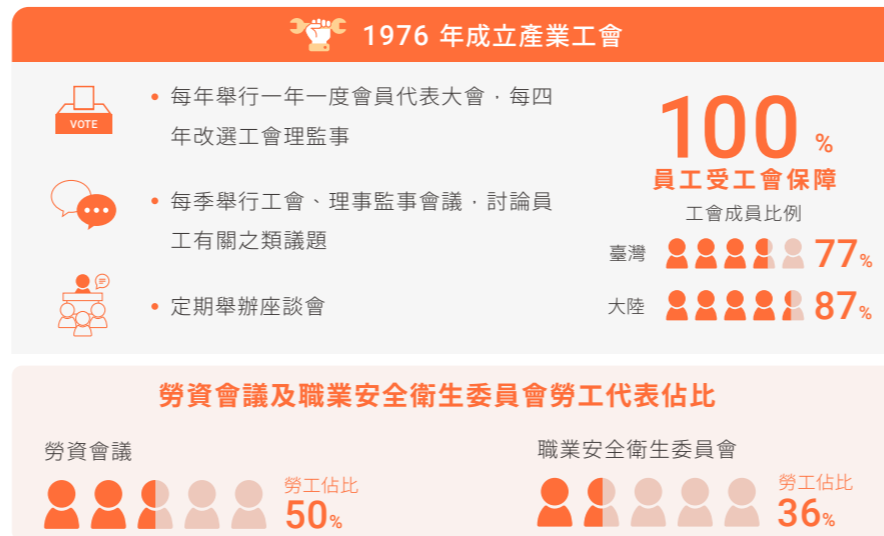 1976 年成立產業工會
VOTE
• 每年舉行一年一度會員代表大會，每四
年改選工會理監事
• 每季舉行工會、理事監事會議，討論員
工有關之類議題
• 定期舉辦座談會
100 %
員工受工會保障
工會成員比例
臺灣 77%
大陸 87%
勞資會議及職業安全衛生委員會勞工代表佔比
勞資會議
勞工佔比
50%
職業安全衛生委員會
勞工佔比
36%